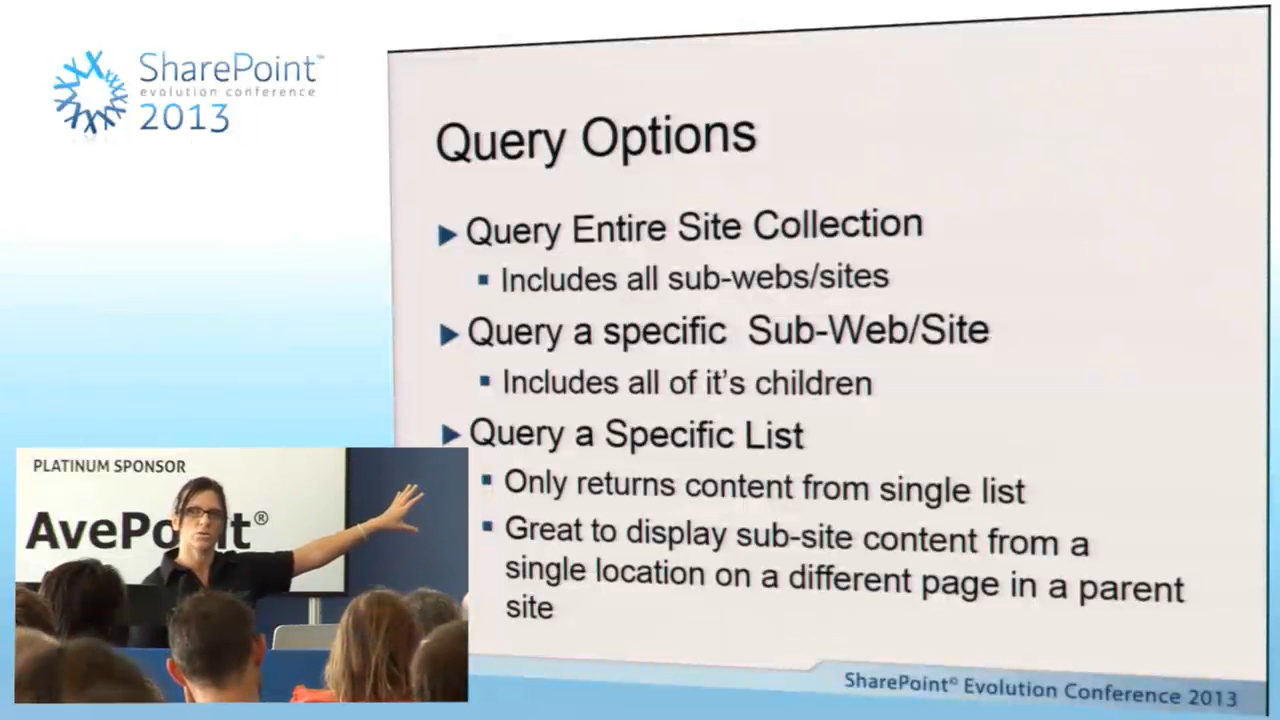 SharePoint™
evolution conference
2013
Query Options
Query Entire Site Collection
Includes all sub-webs/sites
Query a specific Sub-Web/Site
Includes all of it's children
Query a Specific List
Only returns content from single list
Great to display sub-site content from a
single location on a different page in a parent
site
PLATINUM SPONSOR
AvePoint®
SharePoint® Evolution Conference 2013